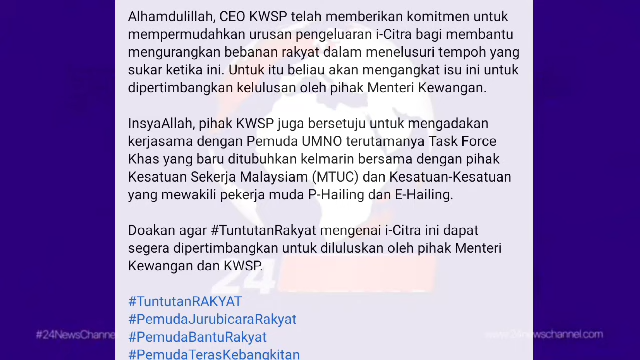 Alhamdulillah, CEO KWSP telah memberikan komitmen untuk
mempermudahkan urusan pengeluaran i-Citra bagi membantu
mengurangkan bebanan rakyat dalam menelusuri tempoh yang
sukar ketika ini. Untuk itu beliau akan mengangkat isu ini untuk
dipertimbangkan kelulusan oleh pihak Menteri Kewangan.
InsyaAllah, pihak KWSP juga bersetuju untuk mengadakan
kerjasama dengan Pemuda UMNO terutamanya Task Force
Khas yang baru ditubuhkan kelmarin bersama dengan pihak
Kesatuan Sekerja Malaysiam (MTUC) dan Kesatuan-Kesatuan
yang mewakili pekerja muda P-Hailing dan E-Hailing.
Doakan agar #TuntutanRakyat mengenai i-Citra ini dapat
segera dipertimbangkan untuk diluluskan oleh pihak Menteri
Kewangan dan KWSP.
24
#TuntutanRAKYAT
#PemudaJurubicaraRakyat
#PemudaBantuRakyat
#PemudaTerasKebangkitan
#24NewsChannel
www.24newschannel.com